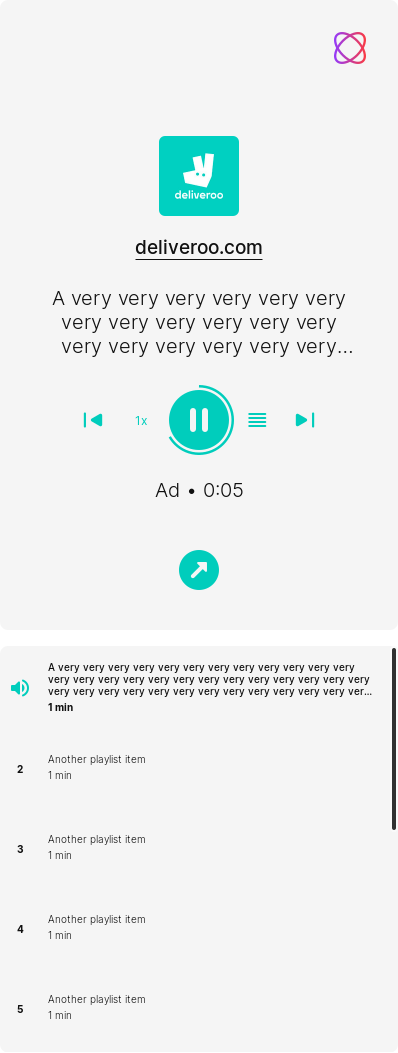 deliveroo
deliveroo.com
A very very very very very very
very very very very very very
very very very very very very...
1x
Ad • 0:05
A very very very very very very very very very very very very
very very very very very very very very very very very very very
very very very very very very very very very very very very ver...
1 min
2
Another playlist item
1 min
3
Another playlist item
1 min
4
Another playlist item
1 min
5
Another playlist item
1 min